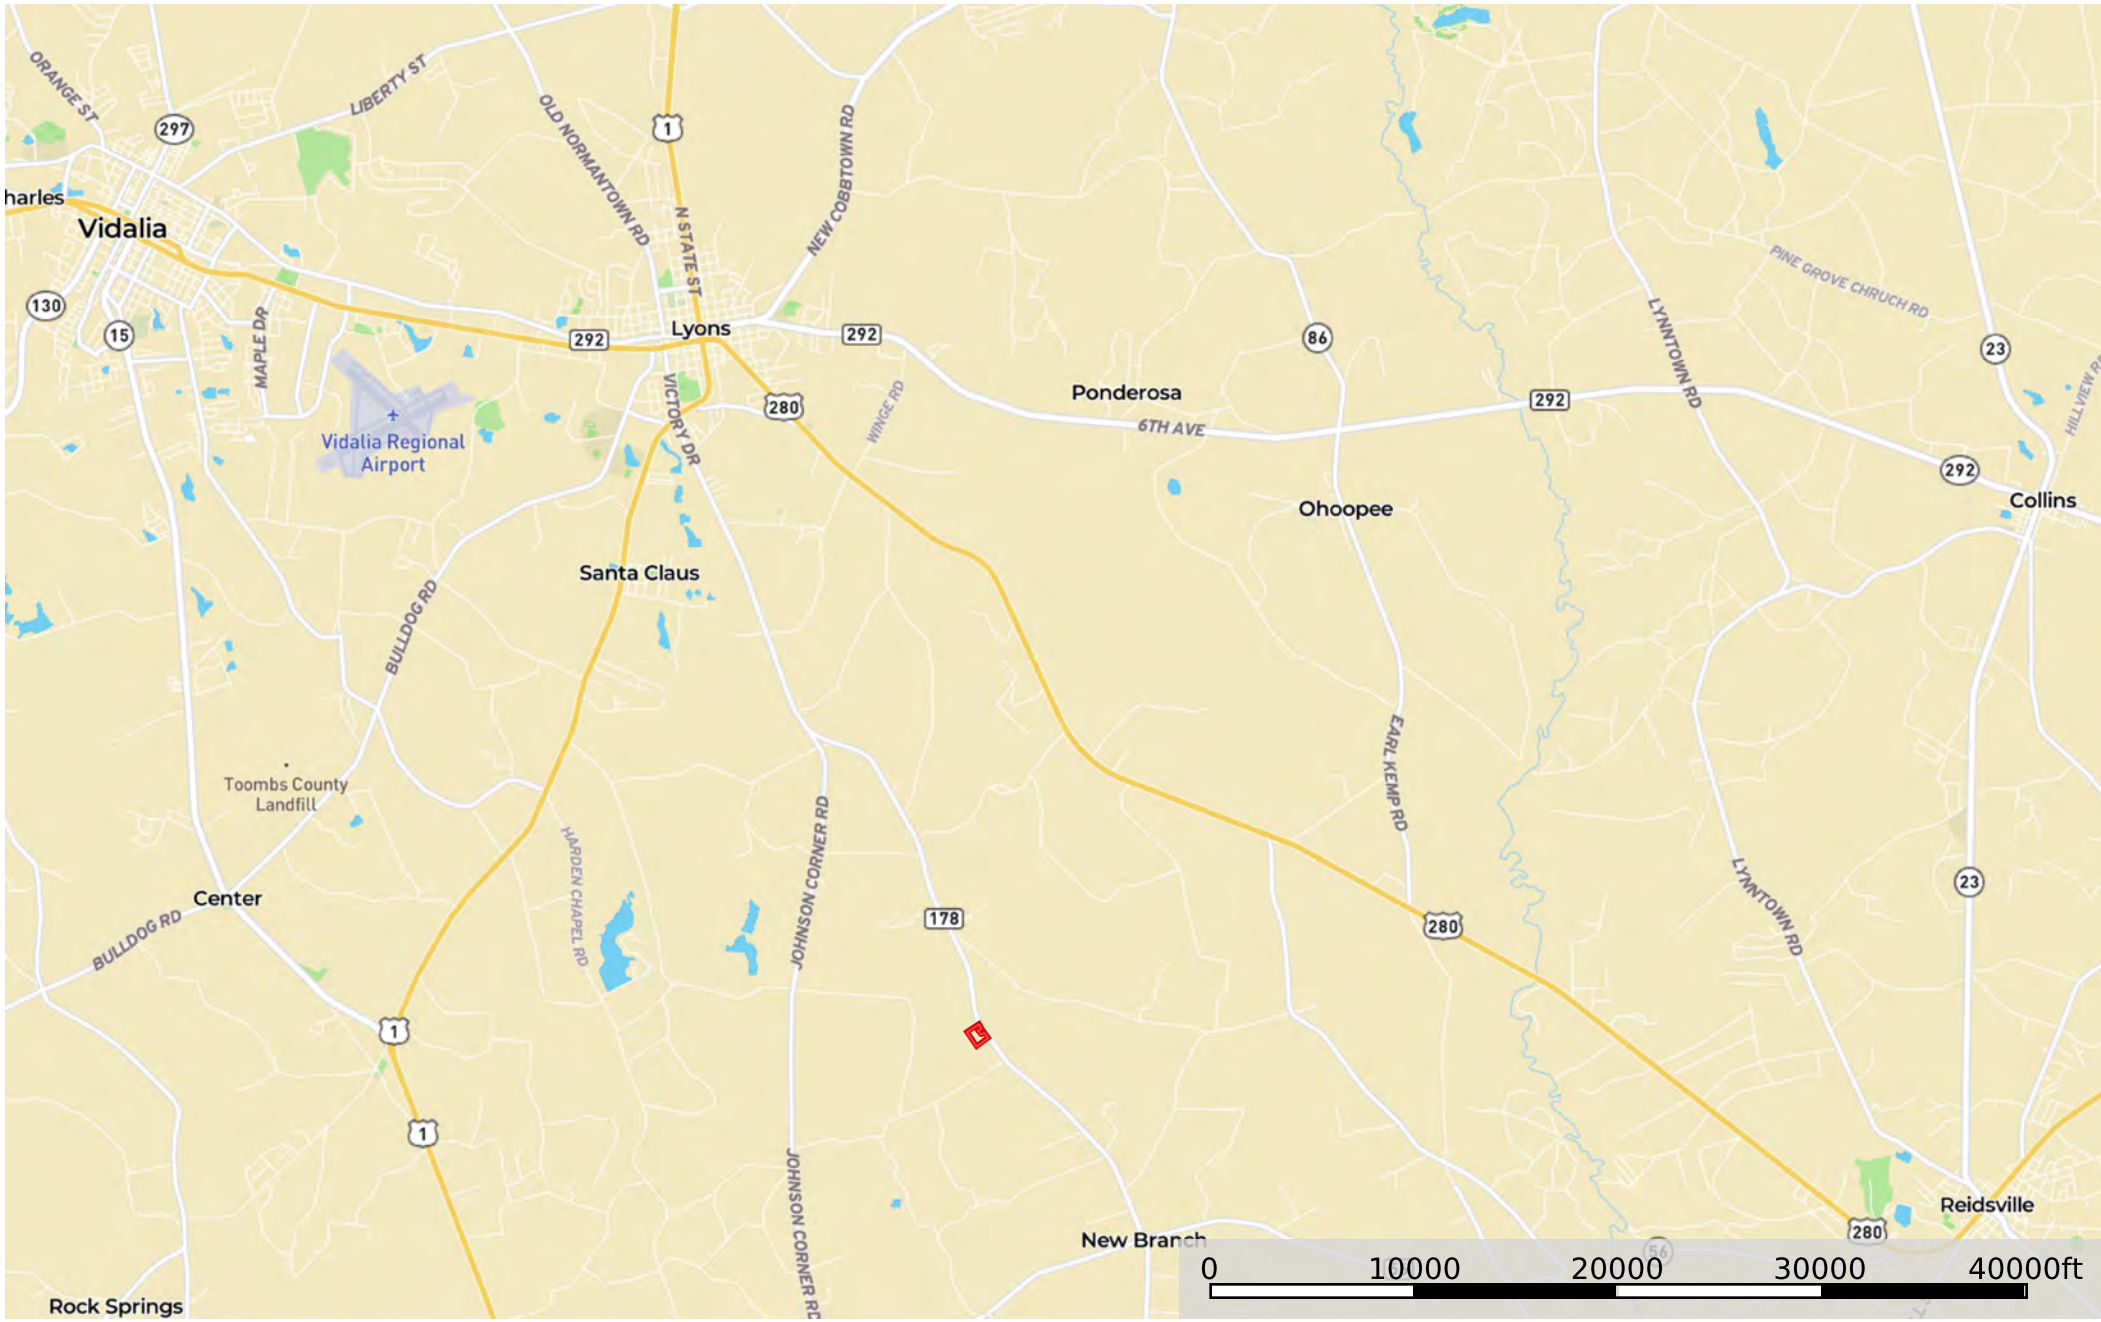 ORANGE ST
LIBERTY ST
297
OLD NORMANTOWN RD
1
NEW COBBTOWN RD
harles
Vidalia
N STATE ST
PINE GROVE CHRUCH RD
130
15
MAPLE DR
292
Lyons
292
86
LYNNTOWN RD
23
HILLVIEW R
VICTORY DR
280
WINGE RD
Ponderosa
6TH AVE
292
Vidalia Regional
Airport
292
Collins
Ohoopee
Santa Claus
BULLDOG RD
EARL KEMP RD
Toombs County
Landfill
HARDEN CHAPEL RD
JOHNSON CORNER RD
LYNNTOWN RD
23
Center
BULLDOG RD
178
280
1
1
JOHNSON CORNER RD
Reidsville
280
New Branch
56
0
10000
20000
30000
40000ft
Rock Springs